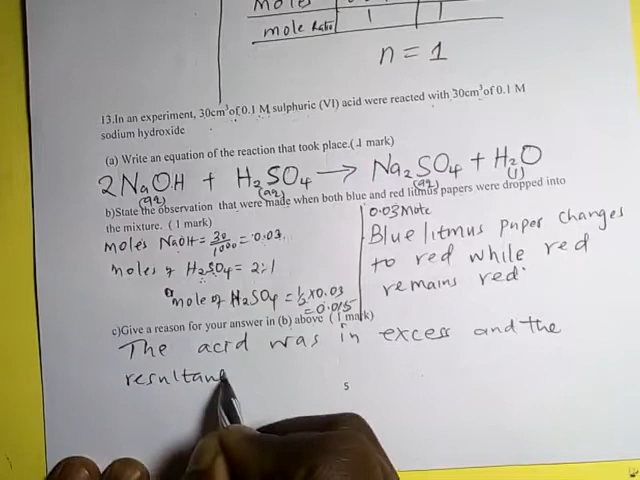 moles
mole Ratio 1 1
n = 1
13.In an experiment, 30cm³of 0.1 M sulphuric (VI) acid were reacted with 30cm³of 0.1 M
sodium hydroxide
(a) Write an equation of the reaction that took place.(1 mark)
2NaOH(aq) + H2SO4(aq) → Na2SO4(aq) + H2O(l)
b)State the observation that were made when both blue and red litmus papers were dropped into
the mixture. (1 mark)
moles NaOH = 30/1000 = 0.03.
moles of H2SO4 = 2:1
mole of H2SO4 = 1/2 x 0.03
= 0.015
0.03 Mole
Blue litmus paper changes
to red while red
remains red.
c)Give a reason for your answer in (b) above (1 mark)
The acid was in excess and the
resultan
5